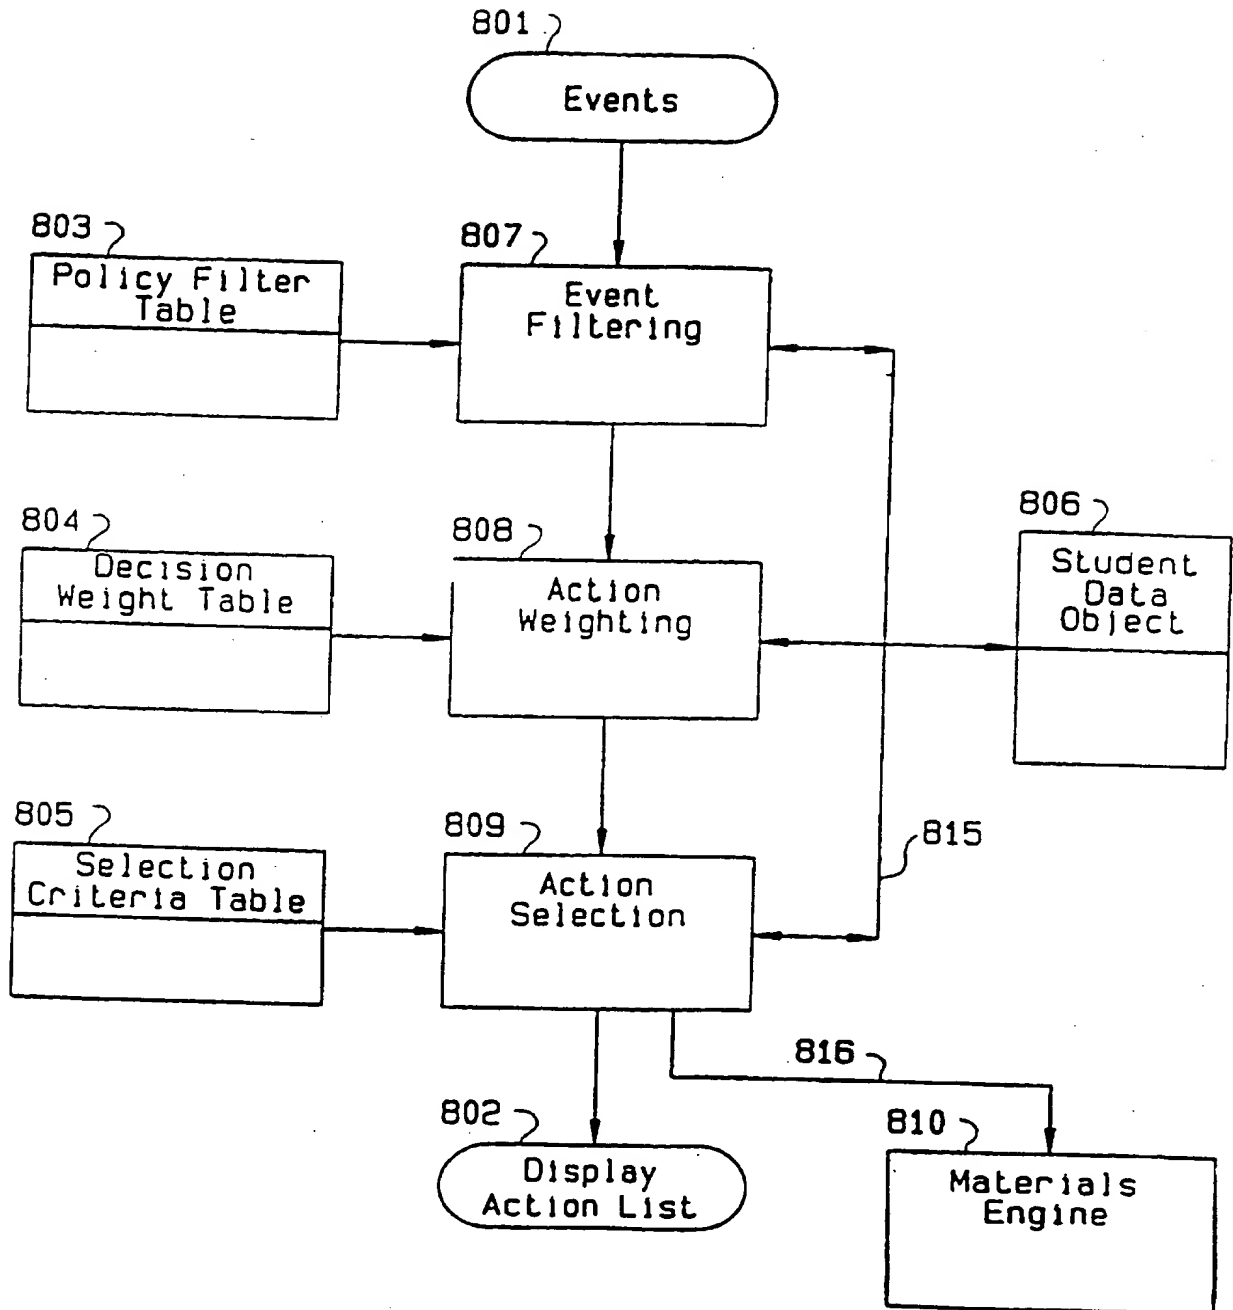 801
Events
803
Policy Filter
Table
807
Event
Filtering
804
Decision
Weight Table
808
Action
Weighting
806
Student
Data
Object
805
Selection
Criteria Table
809
Action
Selection
815
816
802
Display
Action List
810
Materials
Engine